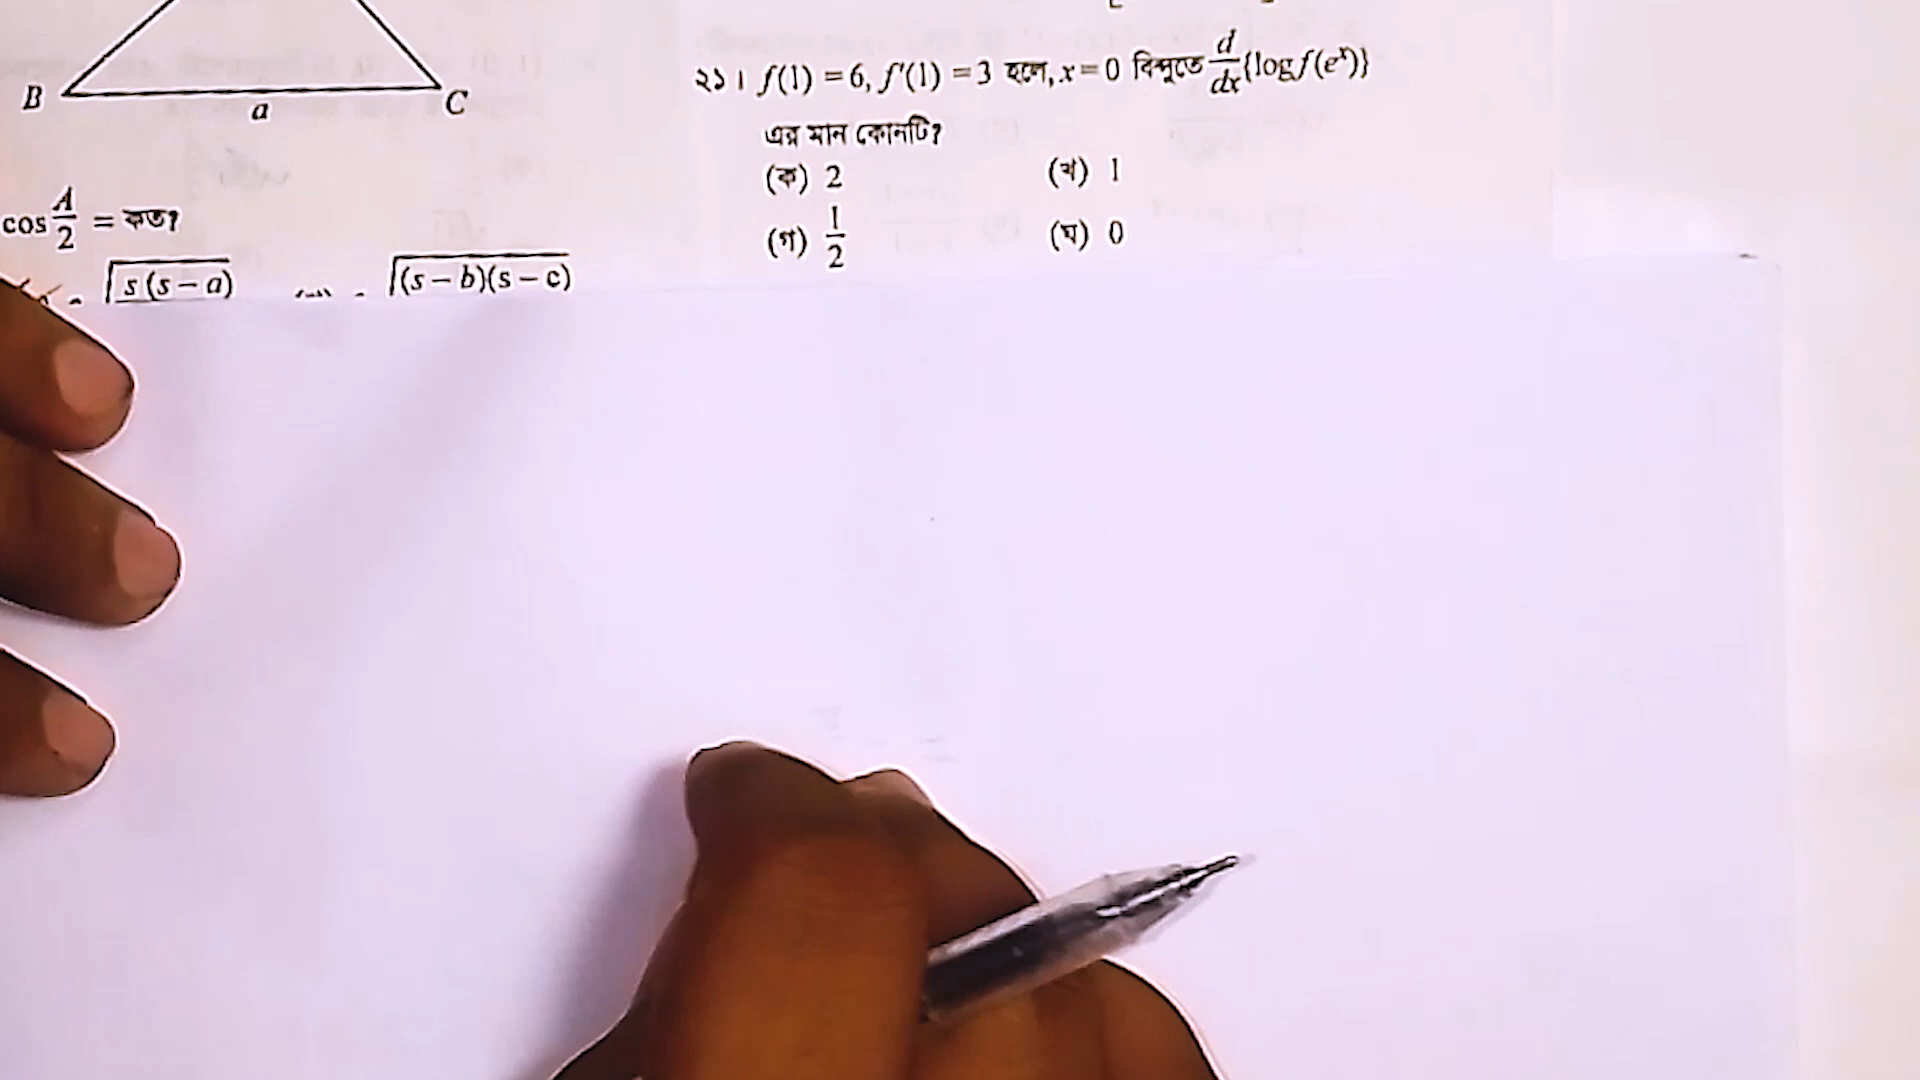 B
a
C
cos A/2 = কত?
√s(s – a)
√(s – b)(s – c)
২১। f(1) = 6, f′(1) = 3 হলে, x = 0 বিন্দুতে d/dx{log f(eˣ)}
এর মান কোনটি?
(ক) 2 (খ) 1
(গ) 1/2 (ঘ) 0